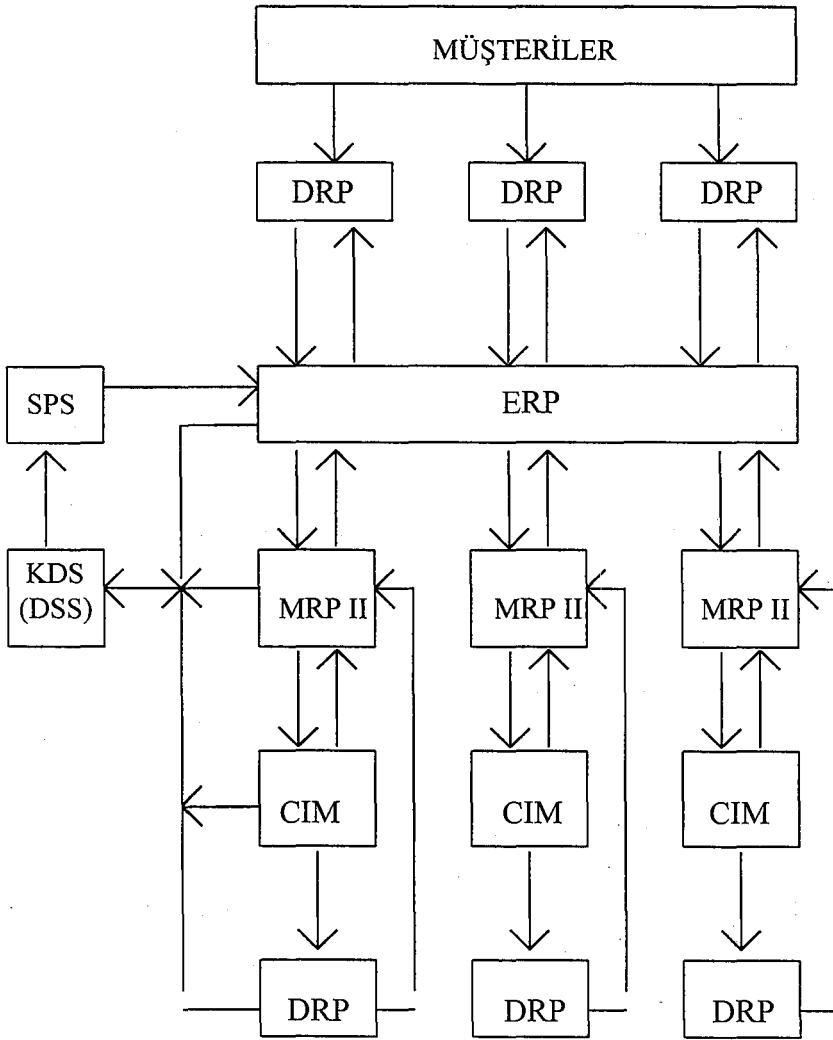 MÜŞTERİLER
DRP
DRP
DRP
SPS
ERP
KDS
(DSS)
MRP II
MRP II
MRP II
CIM
CIM
CIM
DRP
DRP
DRP